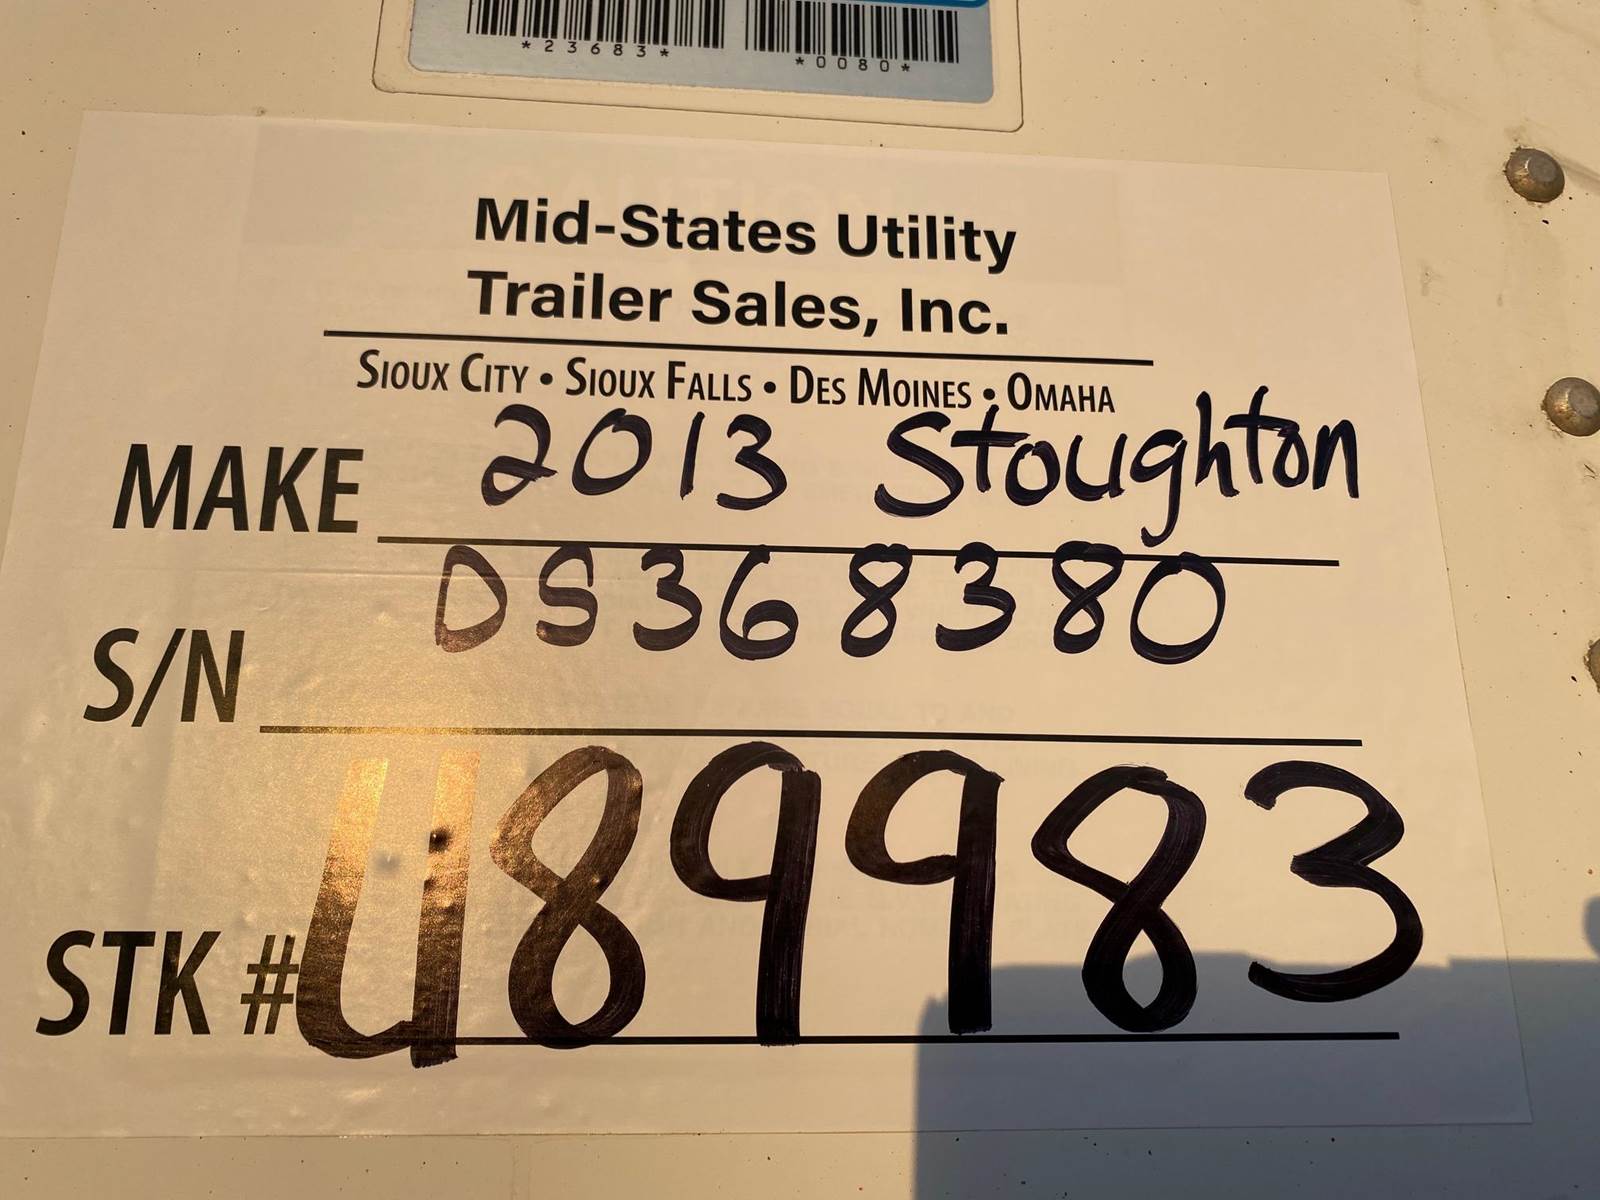 *23683* *0080*
Mid-States Utility
Trailer Sales, Inc.
Sioux City • Sioux Falls • Des Moines • Omaha
MAKE 2013 Stoughton
S/N DS368380
STK # U89983